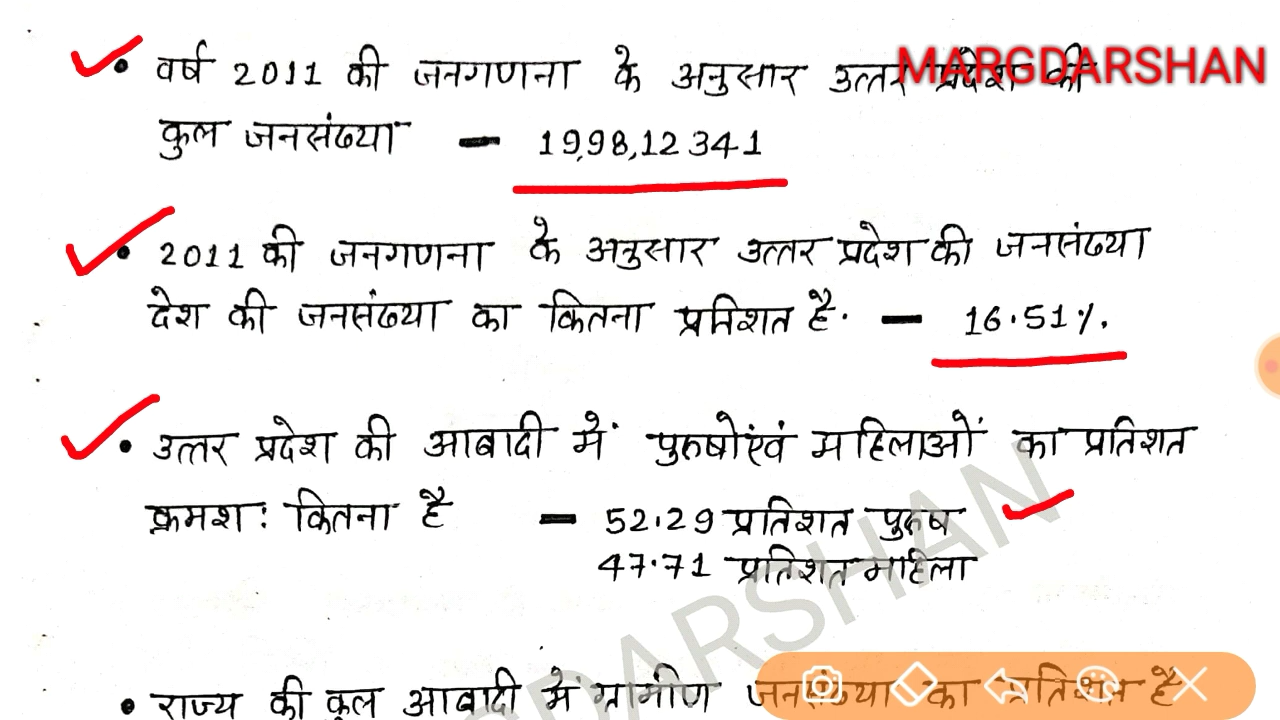 MARGDARSHAN
• वर्ष 2011 की जनगणना के अनुसार उत्तर प्रदेश की
कुल जनसंख्या - 19,98,12341
• 2011 की जनगणना के अनुसार उत्तर प्रदेश की जनसंख्या
देश की जनसंख्या का कितना प्रतिशत है. - 16.51%.
• उत्तर प्रदेश की आबादी में पुरुषों एवं महिलाओं का प्रतिशत
क्रमश: कितना है - 52.29 प्रतिशत पुरुष
47.71 प्रतिशत महिला
DARSHAN
• राज्य की कुल आबादी में ग्रामीण जनसंख्या का प्रतिशत है